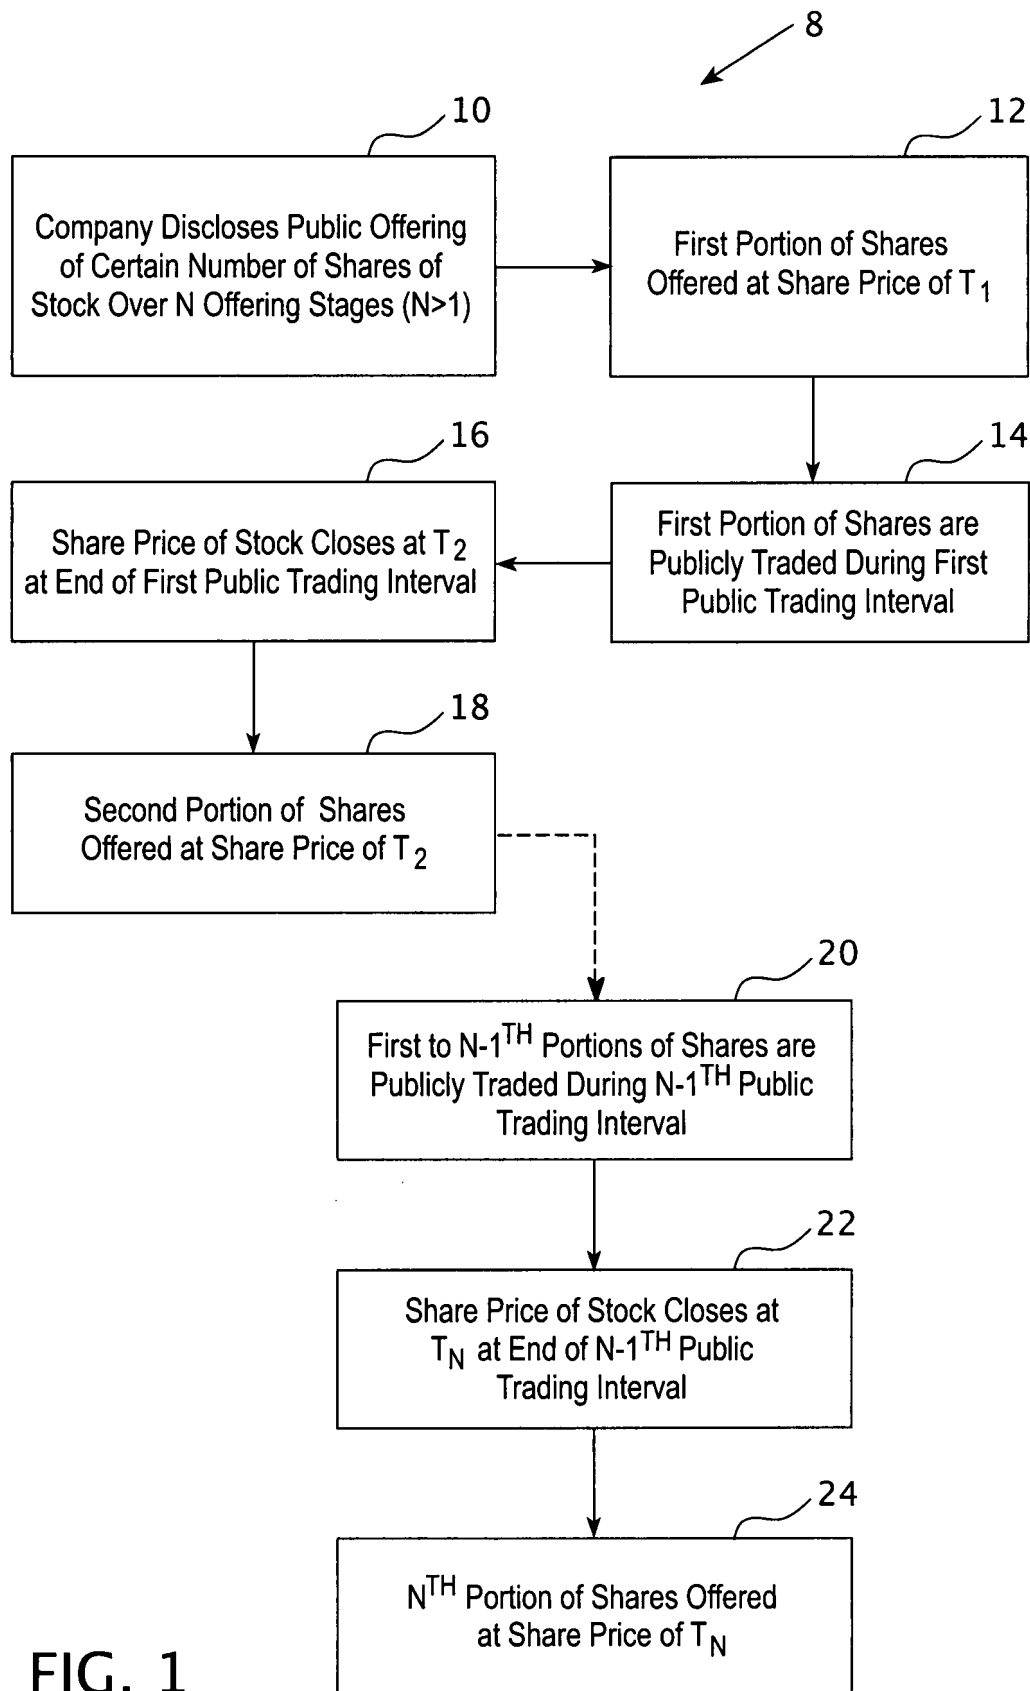 8
10
Company Discloses Public Offering
of Certain Number of Shares of
Stock Over N Offering Stages (N>1)
12
First Portion of Shares
Offered at Share Price of T1
14
First Portion of Shares are
Publicly Traded During First
Public Trading Interval
16
Share Price of Stock Closes at T2
at End of First Public Trading Interval
18
Second Portion of Shares
Offered at Share Price of T2
20
First to N-1TH Portions of Shares are
Publicly Traded During N-1TH Public
Trading Interval
22
Share Price of Stock Closes at
TN at End of N-1TH Public
Trading Interval
24
NTH Portion of Shares Offered
at Share Price of TN
FIG. 1